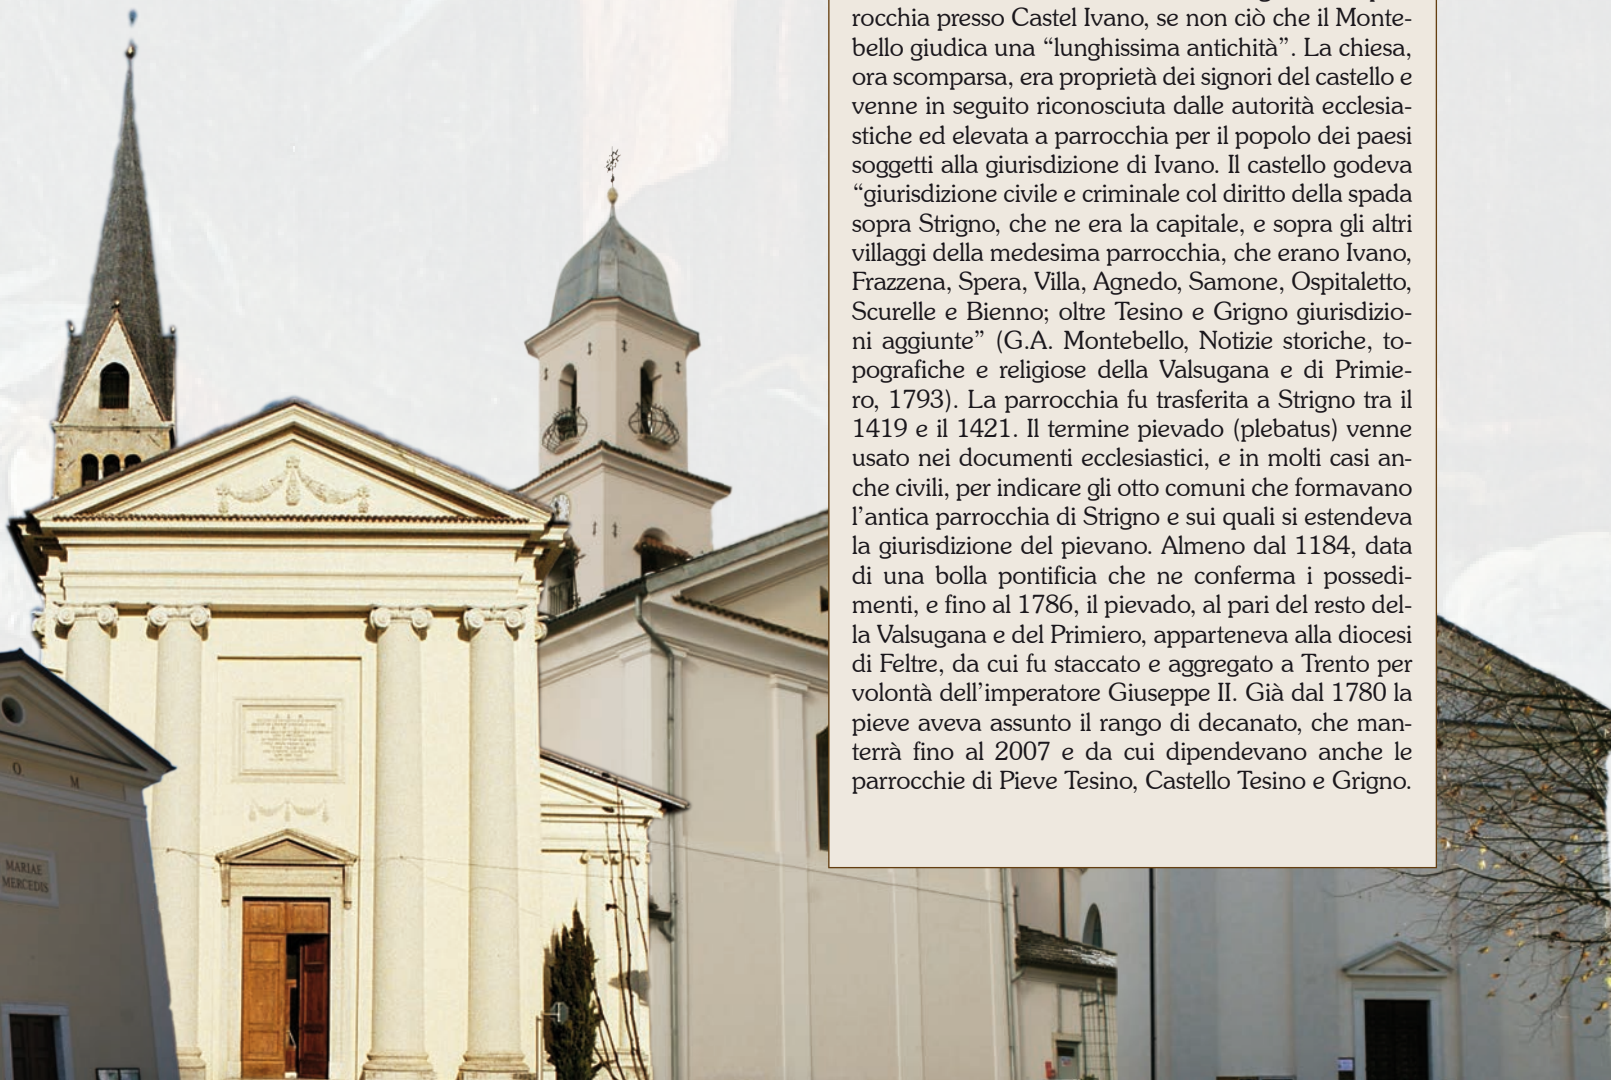 rocchia presso Castel Ivano, se non ciò che il Monte-
bello giudica una “lunghissima antichità”. La chiesa,
ora scomparsa, era proprietà dei signori del castello e
venne in seguito riconosciuta dalle autorità ecclesia-
stiche ed elevata a parrocchia per il popolo dei paesi
soggetti alla giurisdizione di Ivano. Il castello godeva
“giurisdizione civile e criminale col diritto della spada
sopra Strigno, che ne era la capitale, e sopra gli altri
villaggi della medesima parrocchia, che erano Ivano,
Frazzena, Spera, Villa, Agnedo, Samone, Ospitaletto,
Scurelle e Bienno; oltre Tesino e Grigno giurisdizio-
ni aggiunte” (G.A. Montebello, Notizie storiche, to-
pografiche e religiose della Valsugana e di Primie-
ro, 1793). La parrocchia fu trasferita a Strigno tra il
1419 e il 1421. Il termine pievado (plebatus) venne
usato nei documenti ecclesiastici, e in molti casi an-
che civili, per indicare gli otto comuni che formavano
l’antica parrocchia di Strigno e sui quali si estendeva
la giurisdizione del pievano. Almeno dal 1184, data
di una bolla pontificia che ne conferma i possedi-
menti, e fino al 1786, il pievado, al pari del resto del-
la Valsugana e del Primiero, apparteneva alla diocesi
di Feltre, da cui fu staccato e aggregato a Trento per
volontà dell’imperatore Giuseppe II. Già dal 1780 la
pieve aveva assunto il rango di decanato, che man-
terrà fino al 2007 e da cui dipendevano anche le
parrocchie di Pieve Tesino, Castello Tesino e Grigno.
O M
MARIAE
MERCEDIS